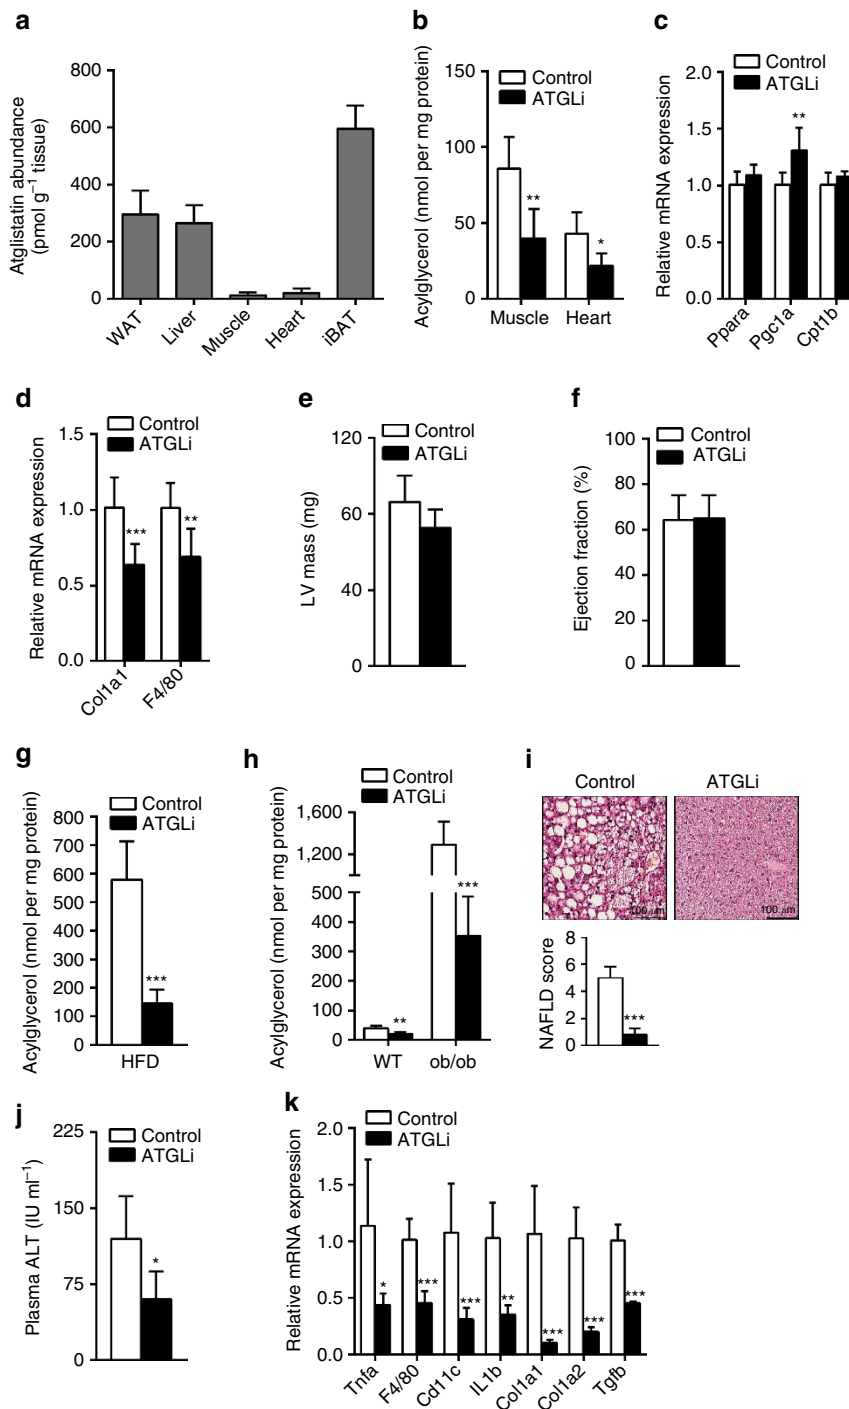 a
Atglistatin abundance
(pmol g⁻¹ tissue)
800
600
400
200
0
WAT
Liver
Muscle
Heart
iBAT
b
Acylglycerol (nmol per mg protein)
150
100
50
0
Control
ATGLi
**
*
Muscle
Heart
c
Relative mRNA expression
2.0
1.5
1.0
0.5
0.0
Control
ATGLi
**
Ppara
Pgc1a
Cpt1b
d
Relative mRNA expression
1.5
1.0
0.5
0.0
Control
ATGLi
***
**
Col1a1
F4/80
e
LV mass (mg)
120
60
40
0
Control
ATGLi
f
Ejection fraction (%)
100
80
60
40
20
0
Control
ATGLi
g
Acylglycerol (nmol per mg protein)
800
700
600
500
400
300
200
100
0
Control
ATGLi
***
HFD
h
Acylglycerol (nmol per mg protein)
1,600
1,200
500
400
300
200
100
0
Control
ATGLi
**
***
WT
ob/ob
i
Control
ATGLi
100 μm
100 μm
NAFLD score
8
6
4
2
0
***
j
Plasma ALT (IU ml⁻¹)
225
150
75
0
Control
ATGLi
*
k
Relative mRNA expression
2.0
1.5
1.0
0.5
0.0
Control
ATGLi
*
***
***
**
***
***
***
Tnfa
F4/80
Cd11c
IL1b
Col1a1
Col1a2
Tgfb